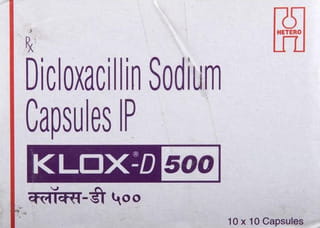 Rx
HETERO
Dicloxacillin Sodium
Capsules IP
KLOX®-D 500
क्लॉक्स-डी ५००
10 x 10 Capsules